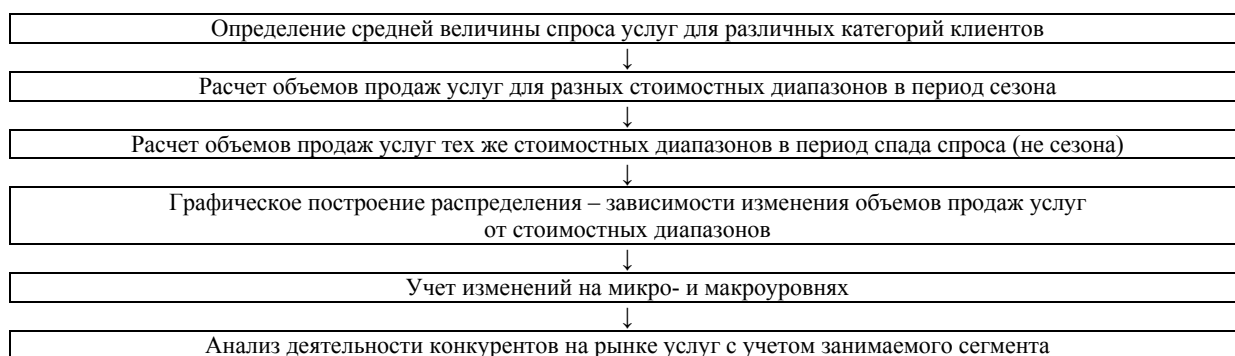 Определение средней величины спроса услуг для различных категорий клиентов
↓
Расчет объемов продаж услуг для разных стоимостных диапазонов в период сезона
↓
Расчет объемов продаж услуг тех же стоимостных диапазонов в период спада спроса (не сезона)
↓
Графическое построение распределения – зависимости изменения объемов продаж услуг
от стоимостных диапазонов
↓
Учет изменений на микро- и макроуровнях
↓
Анализ деятельности конкурентов на рынке услуг с учетом занимаемого сегмента